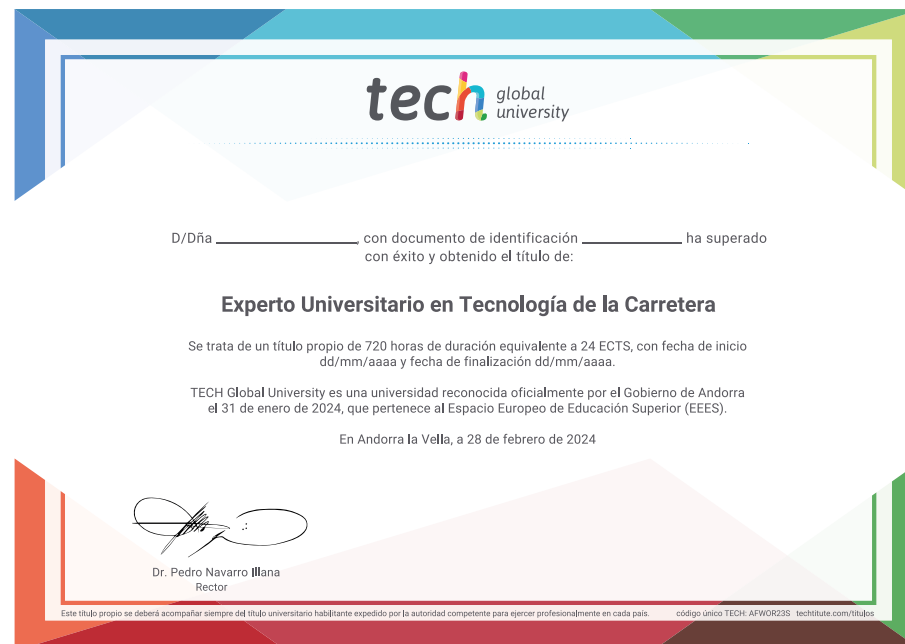 tech global university
D/Dña ____________________, con documento de identificación ______________ ha superado
con éxito y obtenido el título de:
Experto Universitario en Tecnología de la Carretera
Se trata de un título propio de 720 horas de duración equivalente a 24 ECTS, con fecha de inicio
dd/mm/aaaa y fecha de finalización dd/mm/aaaa.
TECH Global University es una universidad reconocida oficialmente por el Gobierno de Andorra
el 31 de enero de 2024, que pertenece al Espacio Europeo de Educación Superior (EEES).
En Andorra la Vella, a 28 de febrero de 2024
Dr. Pedro Navarro Illana
Rector
Este título propio se deberá acompañar siempre del título universitario habilitante expedido por la autoridad competente para ejercer profesionalmente en cada país. código único TECH: AFWOR23S techtitute.com/titulos